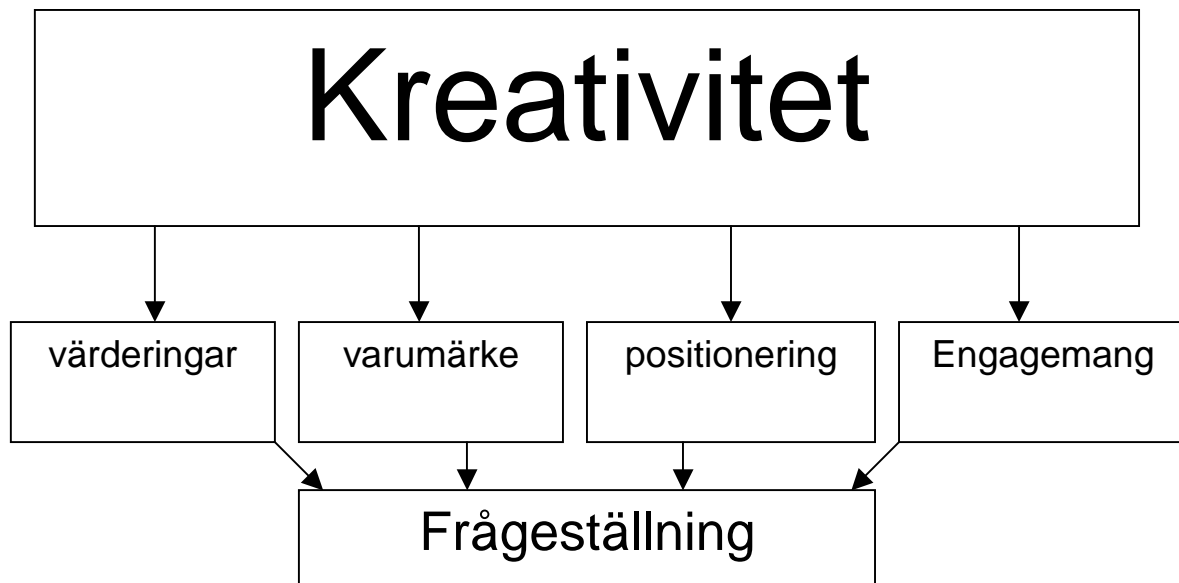 Kreativitet
värderingar
varumärke
positionering
Engagemang
Frågeställning